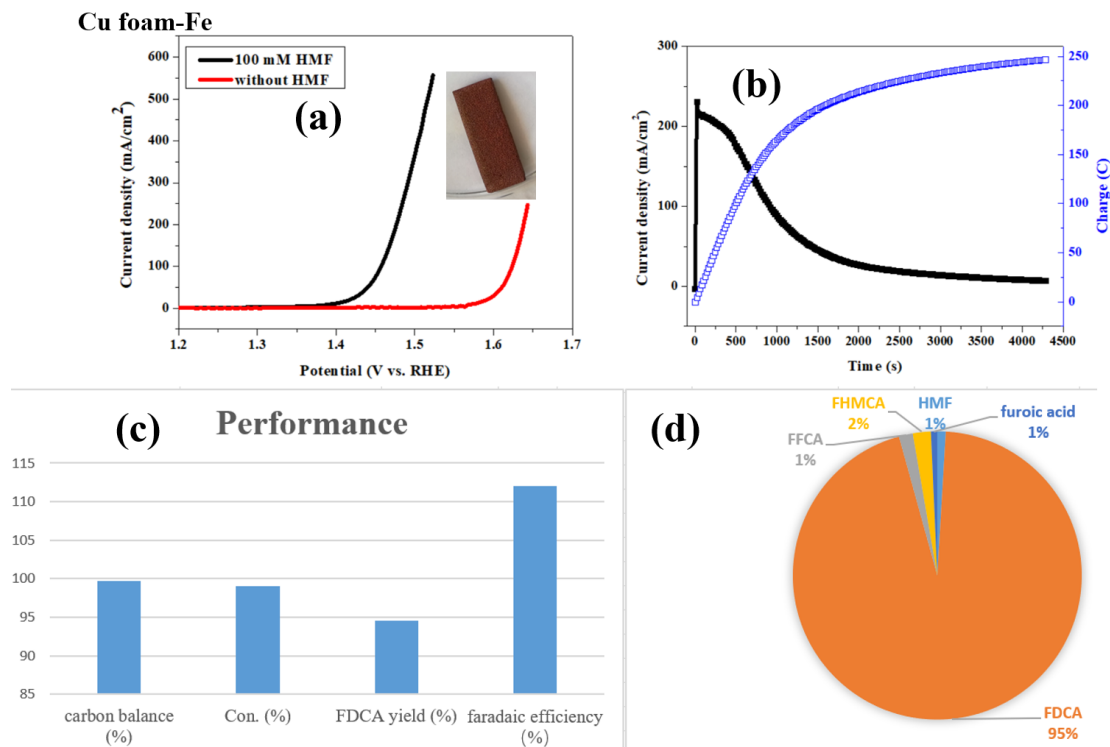 Cu foam-Fe
100 mM HMF
without HMF
(a)
Current density (mA/cm²)
600
500
400
300
200
100
0
1.2 1.3 1.4 1.5 1.6 1.7
Potential (V vs. RHE)
(b)
Current density (mA/cm²)
300
200
100
0
Charge (C)
250
200
150
100
50
0
0 500 1000 1500 2000 2500 3000 3500 4000 4500
Time (s)
(c)
Performance
115
110
105
100
95
90
85
carbon balance
(%)
Con. (%)
FDCA yield (%)
faradaic efficiency
(%)
(d)
FHMCA
2%
HMF
1%
furoic acid
1%
FFCA
1%
FDCA
95%